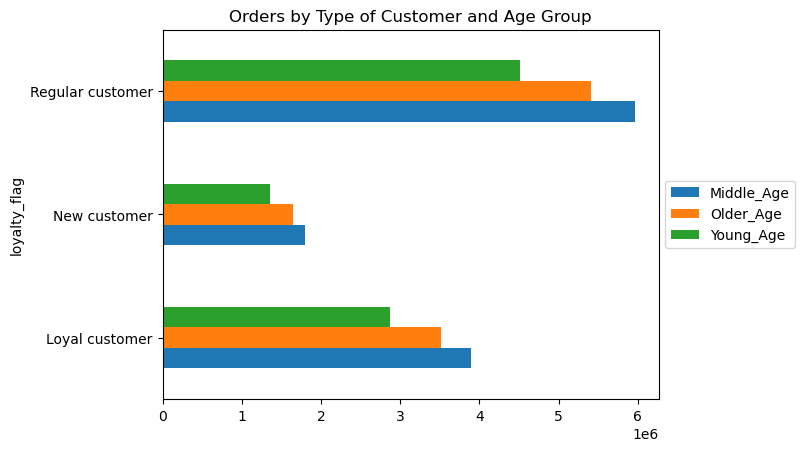 Orders by Type of Customer and Age Group
loyalty_flag
Regular customer
New customer
Loyal customer
0 1 2 3 4 5 6
1e6
Middle_Age
Older_Age
Young_Age